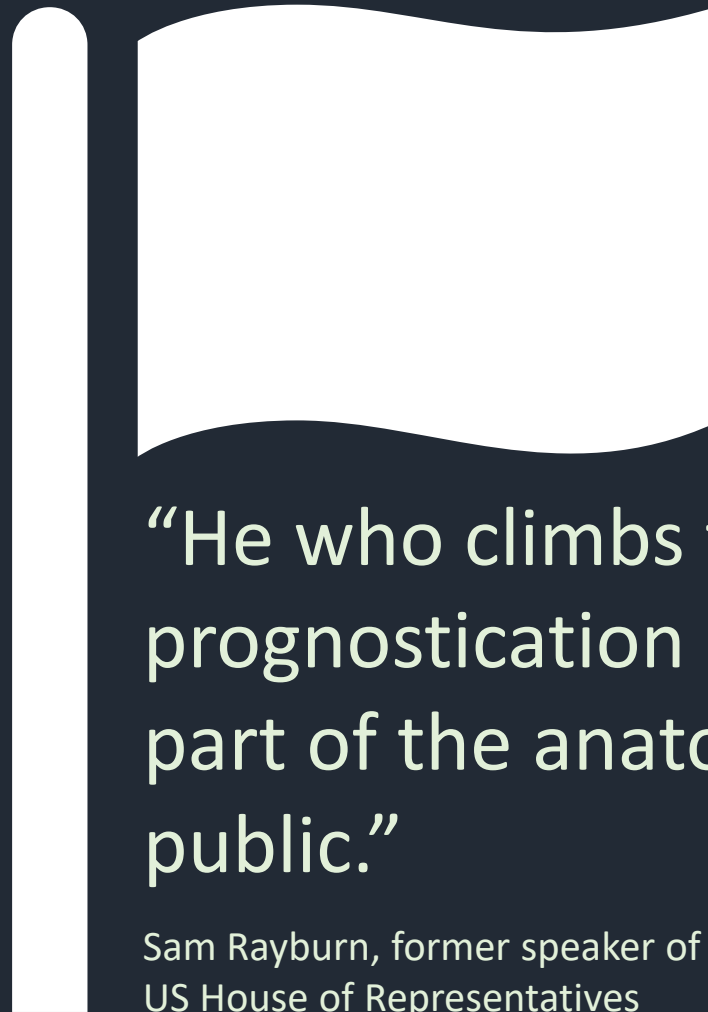 “He who climbs
prognostication
part of the anato
public.”
Sam Rayburn, former speaker of
US House of Representatives